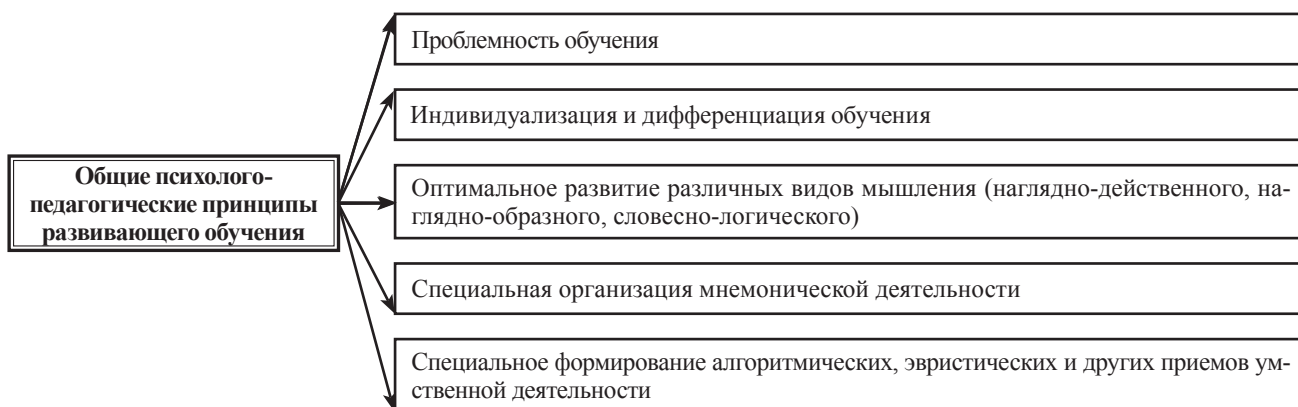 Проблемность обучения
Индивидуализация и дифференциация обучения
Общие психолого-
педагогические принципы
развивающего обучения
Оптимальное развитие различных видов мышления (наглядно-действенного, на-
глядно-образного, словесно-логического)
Специальная организация мнемонической деятельности
Специальное формирование алгоритмических, эвристических и других приемов ум-
ственной деятельности